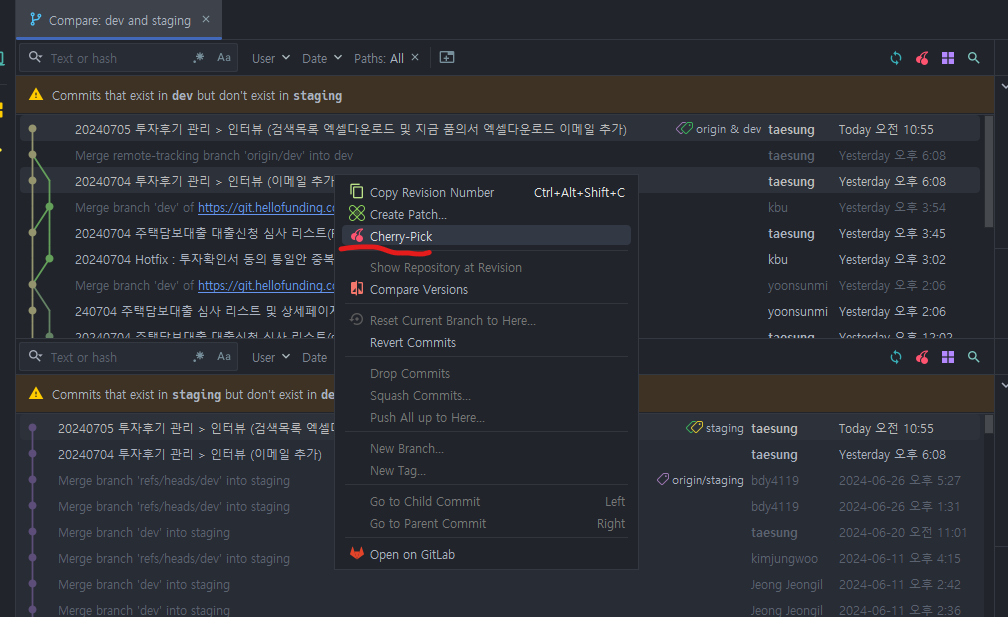 Compare: dev and staging
Text or hash .* Aa User Date Paths: All
Commits that exist in dev but don't exist in staging
20240705 투자후기 관리 > 인터뷰 (검색목록 엑셀다운로드 및 지금 품의서 엑셀다운로드 이메일 추가) origin & dev taesung Today 오전 10:55
Merge remote-tracking branch 'origin/dev' into dev taesung Yesterday 오후 6:08
20240704 투자후기 관리 > 인터뷰 (이메일 추가 taesung Yesterday 오후 6:08
Merge branch 'dev' of https://git.hellofunding.co kbu Yesterday 오후 3:54
20240704 주택담보대출 대출신청 심사 리스트( taesung Yesterday 오후 3:45
20240704 Hotfix : 투자확인서 동의 통일안 중복 kbu Yesterday 오후 3:02
Merge branch 'dev' of https://git.hellofunding.co yoonsunmi Yesterday 오후 2:06
240704 주택담보대출 심사 리스트 및 상세페이지 yoonsunmi Yesterday 오후 2:06
20240704 주택담보대출 대출신청 심사 리스트( taesung Yesterday 오후 12:02
Copy Revision Number Ctrl+Alt+Shift+C
Create Patch...
Cherry-Pick
Show Repository at Revision
Compare Versions
Reset Current Branch to Here...
Revert Commits
Drop Commits
Squash Commits...
Push All up to Here...
New Branch...
New Tag...
Go to Child Commit Left
Go to Parent Commit Right
Open on GitLab
Text or hash .* Aa User Date
Commits that exist in staging but don't exist in de
20240705 투자후기 관리 > 인터뷰 (검색목록 엑셀 staging taesung Today 오전 10:55
20240704 투자후기 관리 > 인터뷰 (이메일 추가) taesung Yesterday 오후 6:08
Merge branch 'refs/heads/dev' into staging origin/staging bdy4119 2024-06-26 오후 5:27
Merge branch 'refs/heads/dev' into staging bdy4119 2024-06-26 오후 1:31
Merge branch 'dev' into staging taesung 2024-06-20 오전 11:01
Merge branch 'refs/heads/dev' into staging kimjungwoo 2024-06-11 오후 4:15
Merge branch 'dev' into staging Jeong Jeongil 2024-06-11 오후 2:42
Merge branch 'dev' into staging Jeong Jeongil 2024-06-11 오후 2:36